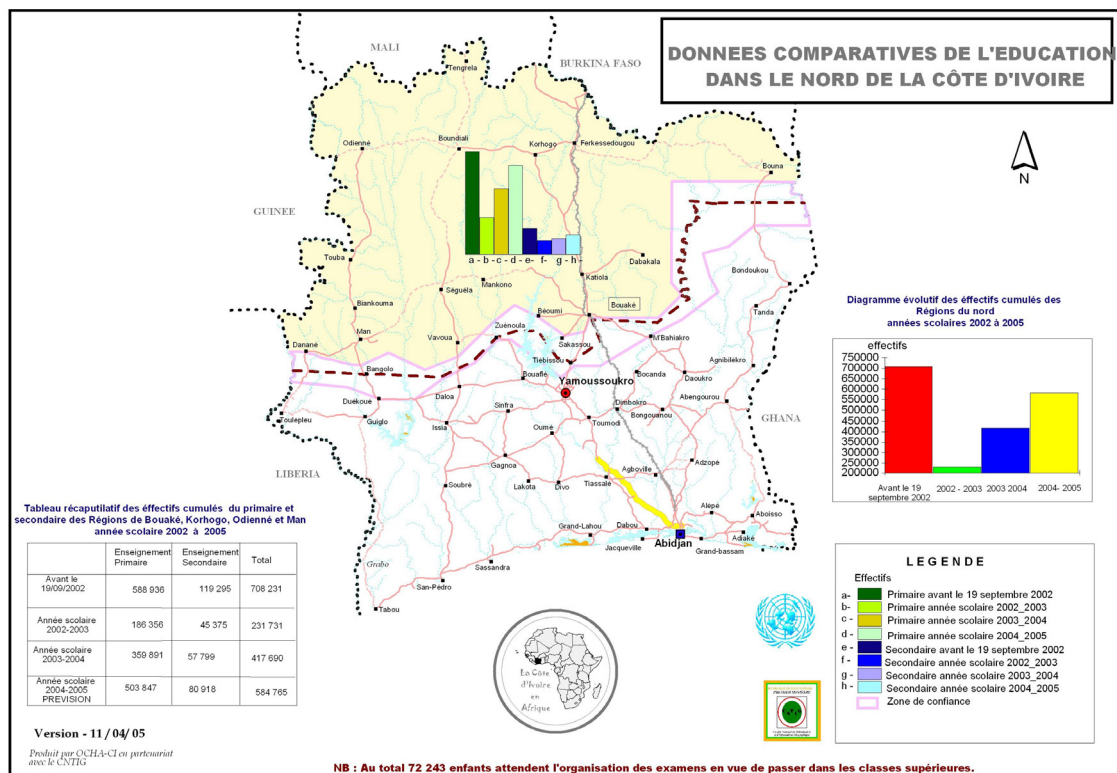 DONNEES COMPARATIVES DE L'EDUCATION
DANS LE NORD DE LA CÔTE D'IVOIRE
MALI
BURKINA FASO
GUINEE
LIBERIA
GHANA
N
Tengrela
Odienné
Boundiali
Korhogo
Ferkessedougou
Bouna
a - b - c - d - e- f- g - h -
Touba
Dabakala
Katiola
Bondoukou
Séguéla
Mankono
Biankouma
Béoumi
Bouaké
Tanda
Man
Zuénoula
Vavoua
Sakassou
M'Bahiakro
Danané
Tiébissou
Agnibilékro
Bangolo
Bouaflé
Yamoussoukro
Bocanda
Daoukro
Duékoué
Daloa
Abengourou
Toulepleu
Guiglo
Sinfra
Dimbokro
Bongouanou
Issia
Oumé
Toumodi
Gagnoa
Agboville
Adzopé
Soubré
Lakota
Divo
Tiassalé
Alépé
Aboisso
Grand-Lahou
Dabou
Abidjan
Adiaké
Jacqueville
Grand-bassam
Grabo
Sassandra
San-Pédro
Tabou
Diagramme évolutif des éffectifs cumulés des
Régions du nord
années scolaires 2002 à 2005
effectifs
750000
700000
650000
600000
550000
500000
450000
400000
350000
300000
250000
200000
Avant le 19 septembre 2002
2002 - 2003
2003 2004
2004- 2005
Tableau récaputilatif des éffectifs cumulés du primaire et
secondaire des Régions de Bouaké, Korhogo, Odienné et Man
année scolaire 2002 à 2005
Enseignement Primaire
Enseignement Secondaire
Total
Avant le 19/09/2002
588 936
119 295
708 231
Année scolaire 2002-2003
186 356
45 375
231 731
Année scolaire 2003-2004
359 891
57 799
417 690
Année scolaire 2004-2005 PREVISION
503 847
80 918
584 765
Version - 11/04/05
Produit par OCHA-CI en partenariat
avec le CNTIG
La Côte
d'Ivoire
en
Afrique
LEGENDE
Effectifs
a- Primaire avant le 19 septembre 2002
b- Primaire année scolaire 2002_2003
c - Primaire année scolaire 2003_2004
d - Primaire année scolaire 2004_2005
e - Secondaire avant le 19 septembre 2002
f - Secondaire année scolaire 2002_2003
g - Secondaire année scolaire 2003_2004
h - Secondaire année scolaire 2004_2005
Zone de confiance
NB : Au total 72 243 enfants attendent l'organisation des examens en vue de passer dans les classes supérieures.